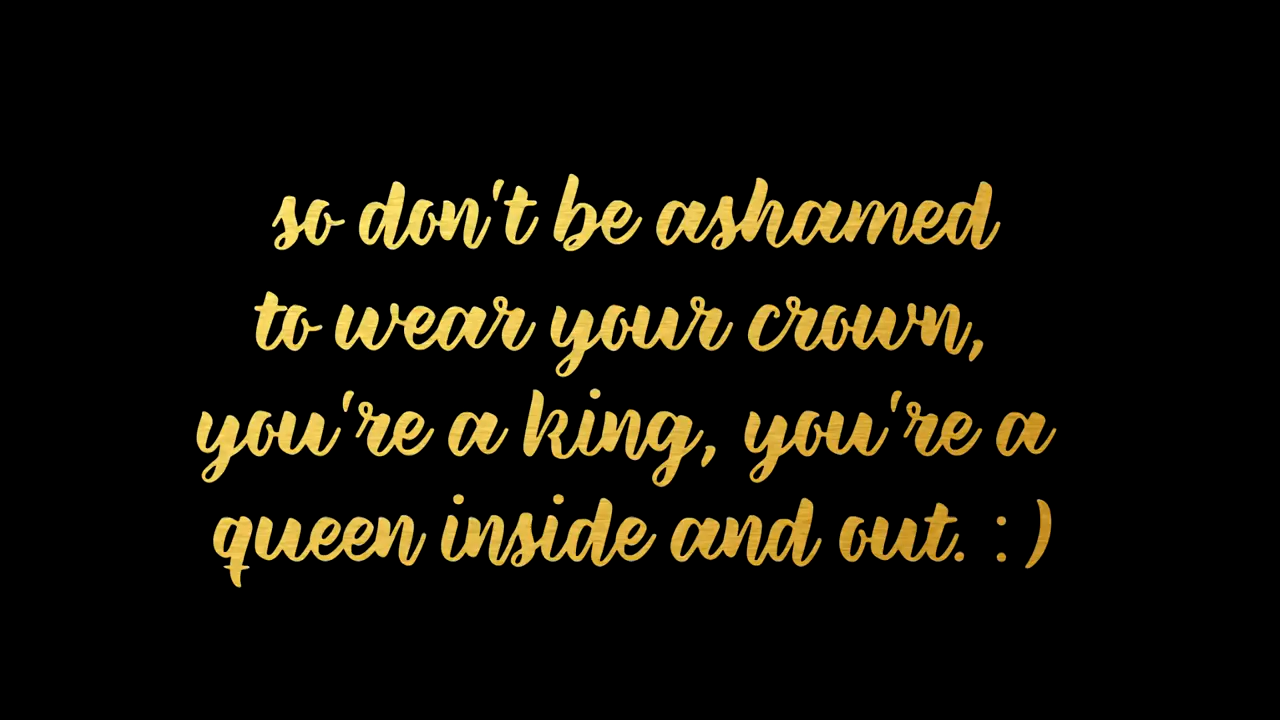 so don't be ashamed
to wear your crown,
you're a king, you're a
queen inside and out. : )